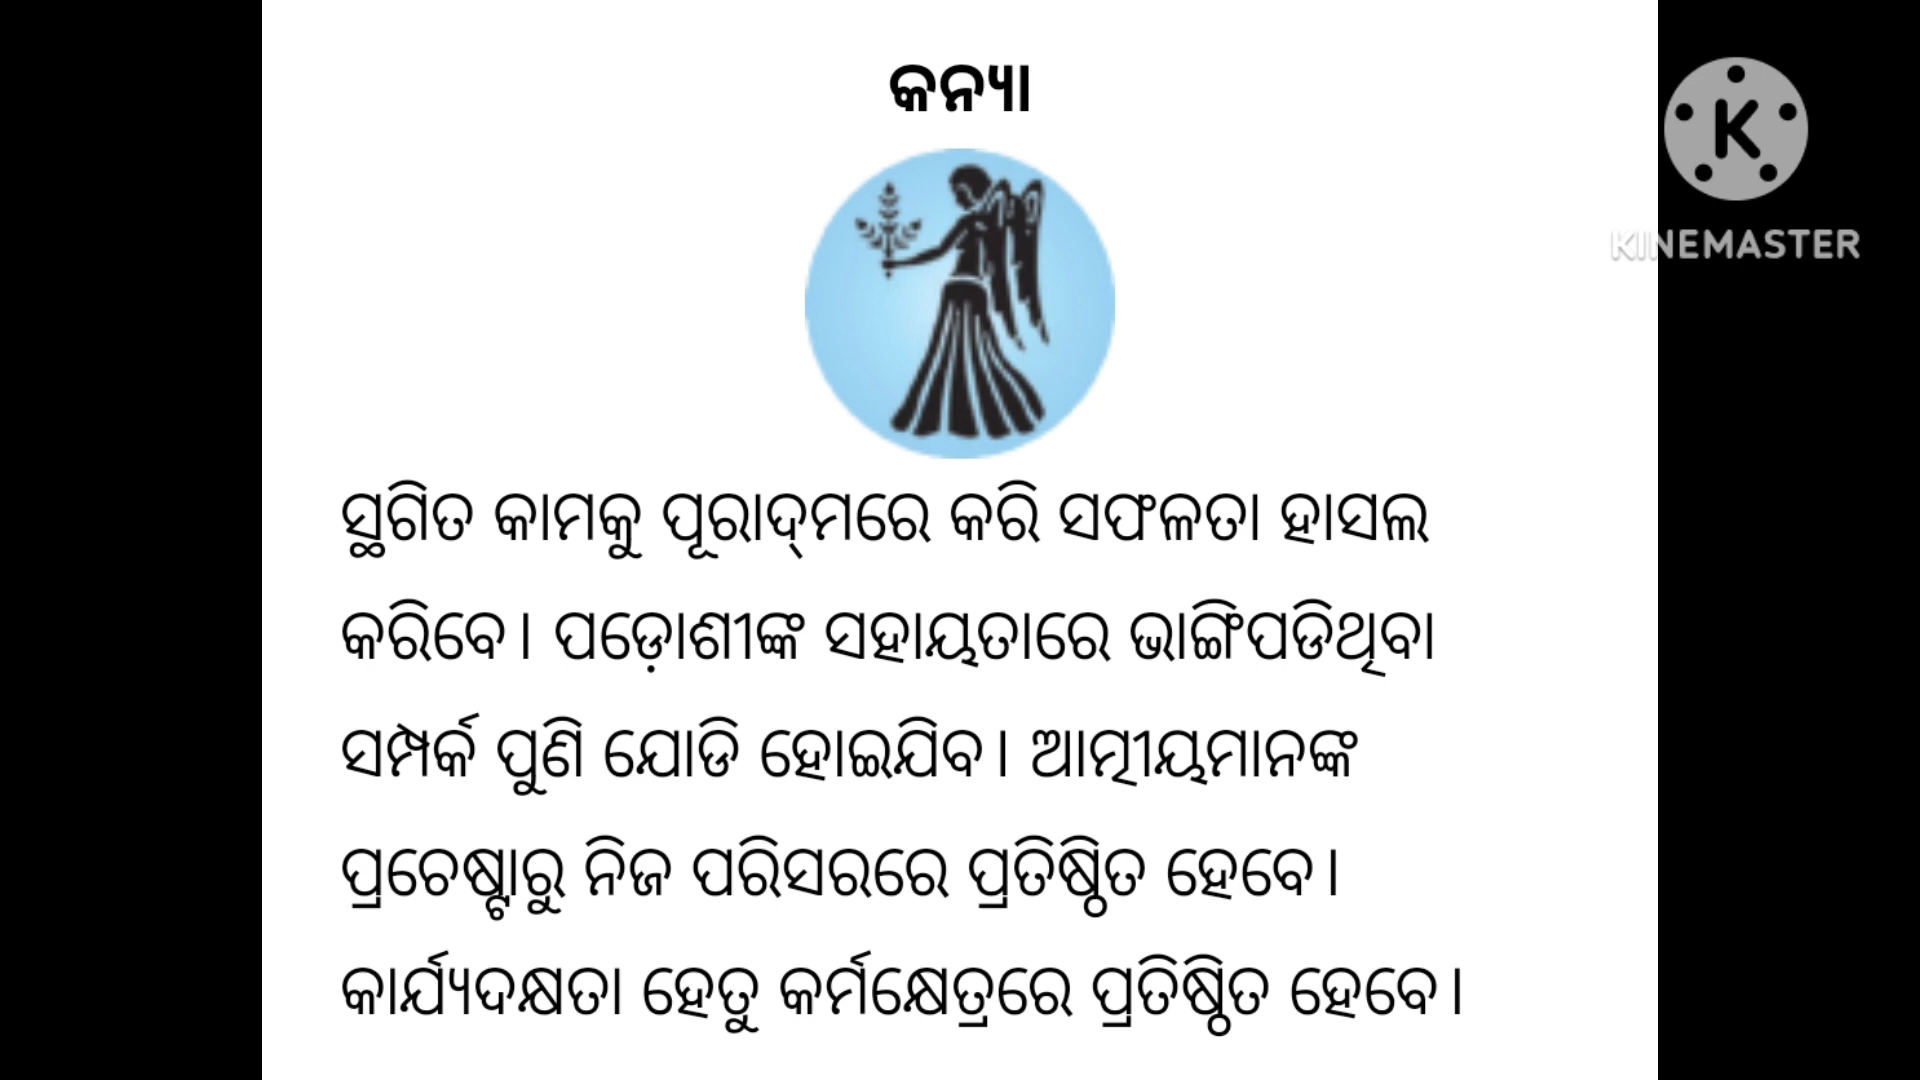 କନ୍ୟା
K
KINEMASTER
ସ୍ଥଗିତ କାମକୁ ପୂରାଦ୍‌ମରେ କରି ସଫଳତା ହାସଲ
କରିବେ। ପଡ଼ୋଶୀଙ୍କ ସହାୟତାରେ ଭାଙ୍ଗିପଡିଥିବା
ସମ୍ପର୍କ ପୁଣି ଯୋଡି ହୋଇଯିବ। ଆତ୍ମୀୟମାନଙ୍କ
ପ୍ରଚେଷ୍ଟାରୁ ନିଜ ପରିସରରେ ପ୍ରତିଷ୍ଠିତ ହେବେ।
କାର୍ଯ୍ୟଦକ୍ଷତା ହେତୁ କର୍ମକ୍ଷେତ୍ରରେ ପ୍ରତିଷ୍ଠିତ ହେବେ।